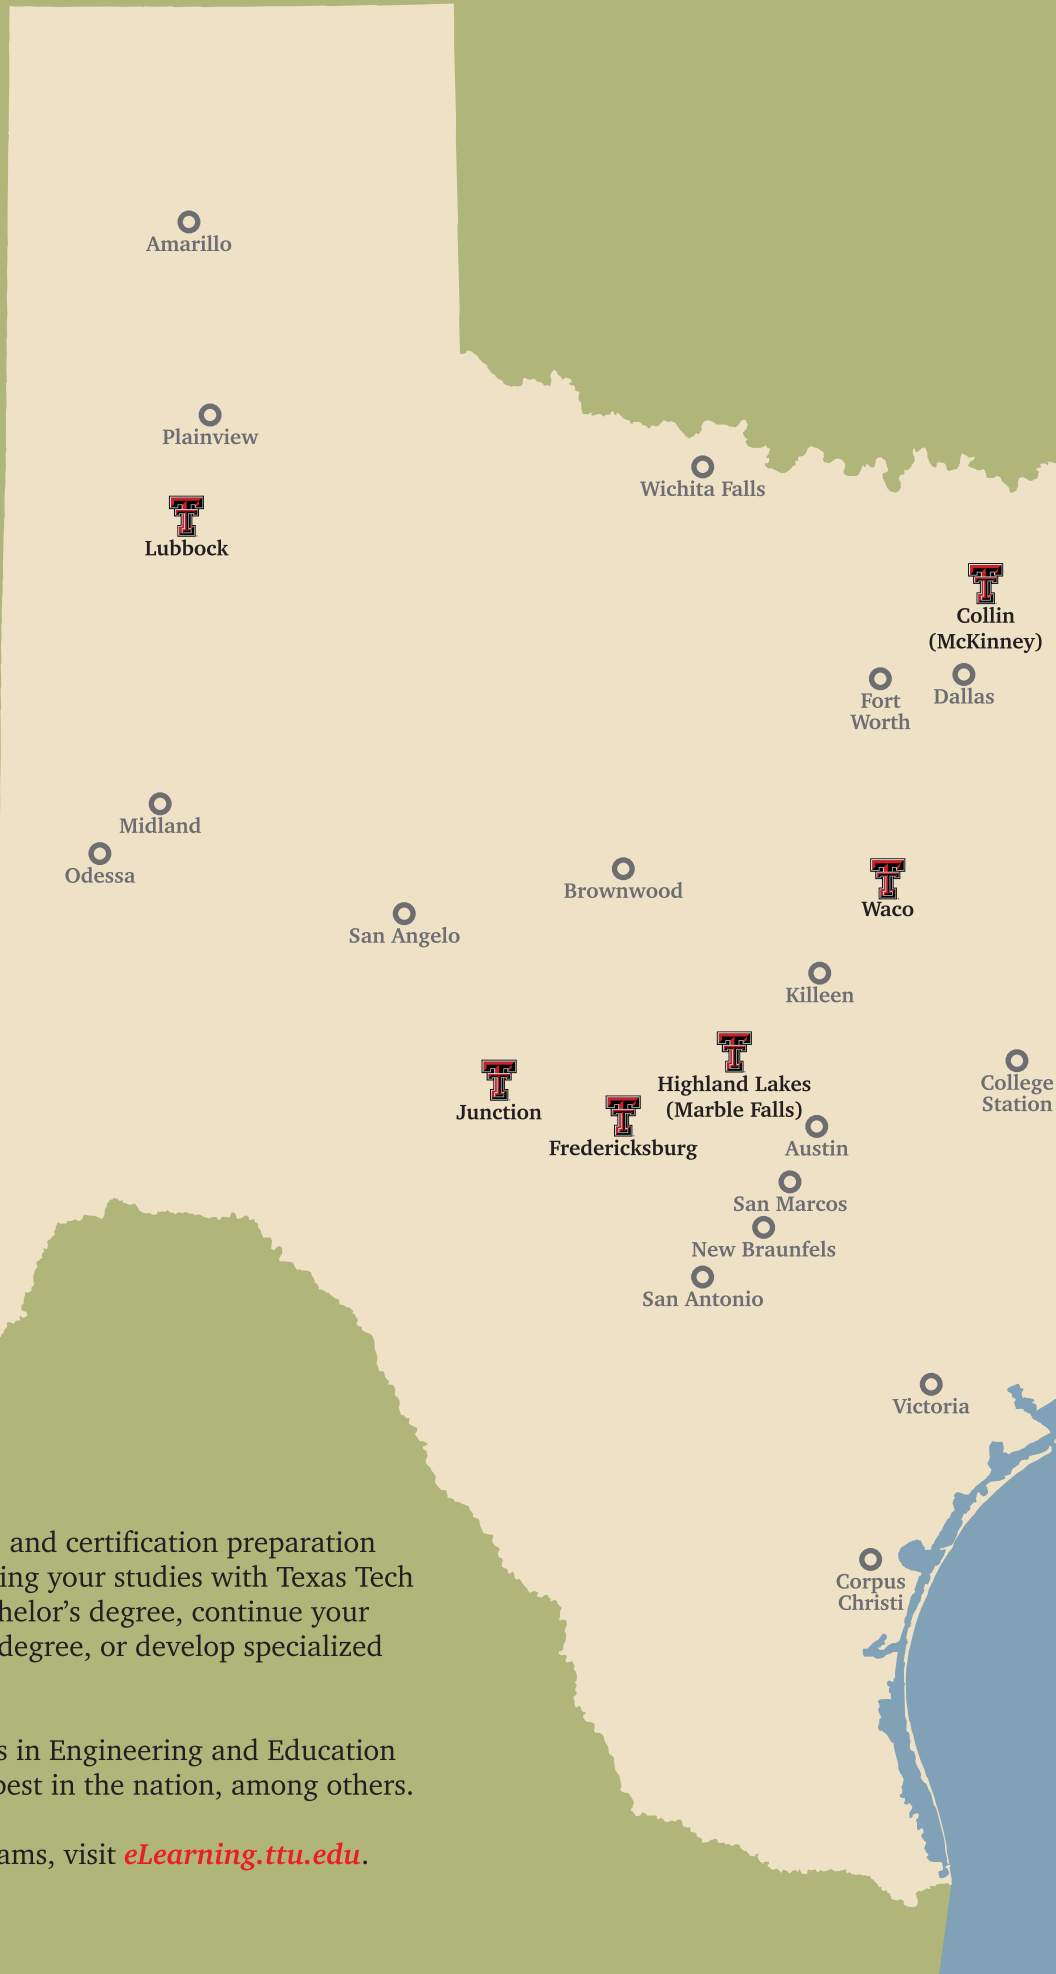 Amarillo
Plainview
Wichita Falls
Lubbock
Collin
(McKinney)
Fort
Worth
Dallas
Midland
Odessa
Brownwood
Waco
San Angelo
Killeen
Highland Lakes
(Marble Falls)
Junction
College
Station
Fredericksburg
Austin
San Marcos
New Braunfels
San Antonio
Victoria
Corpus
Christi
and certification preparation
ing your studies with Texas Tech
helor’s degree, continue your
degree, or develop specialized
s in Engineering and Education
best in the nation, among others.
ams, visit eLearning.ttu.edu.